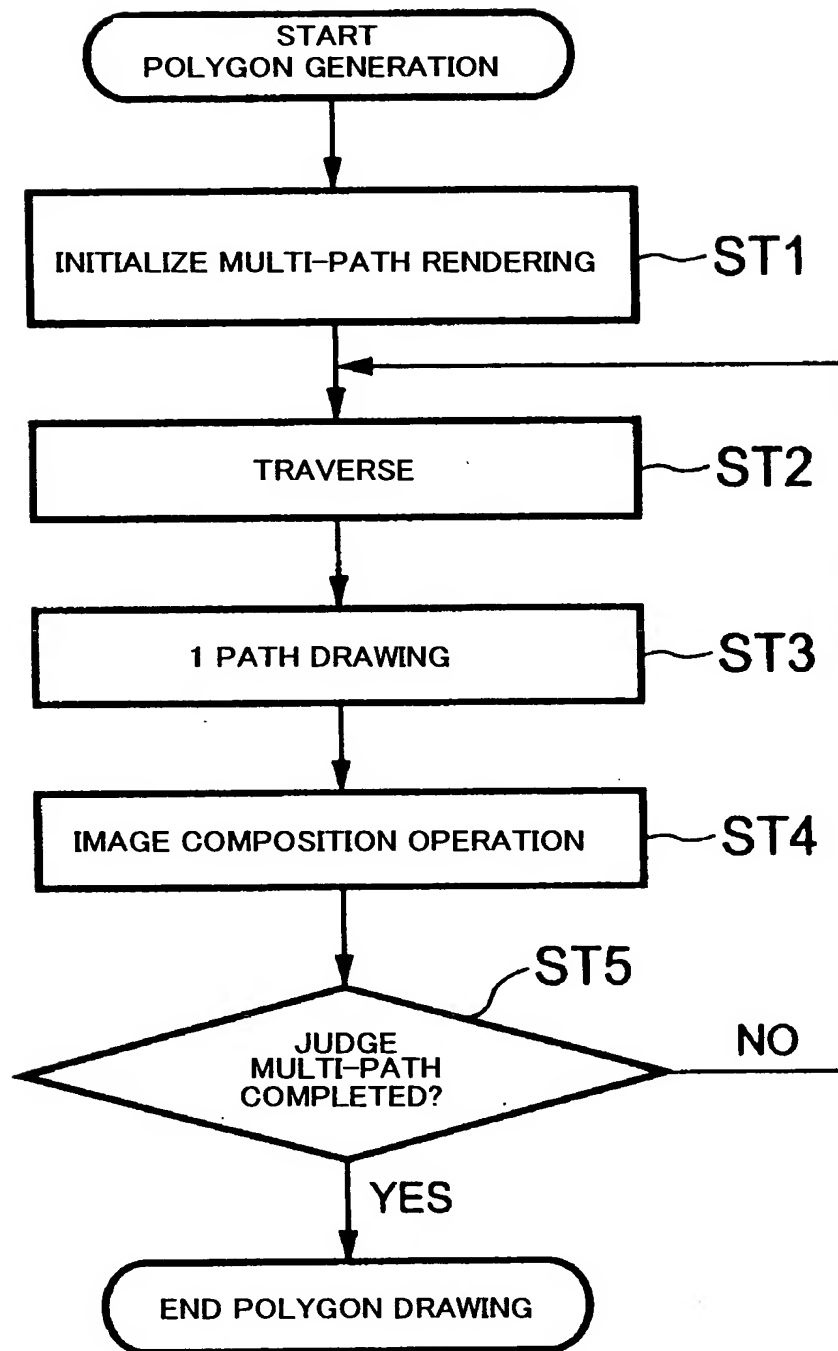 START
POLYGON GENERATION
INITIALIZE MULTI-PATH RENDERING
ST1
TRAVERSE
ST2
1 PATH DRAWING
ST3
IMAGE COMPOSITION OPERATION
ST4
ST5
JUDGE
MULTI-PATH
COMPLETED?
NO
YES
END POLYGON DRAWING